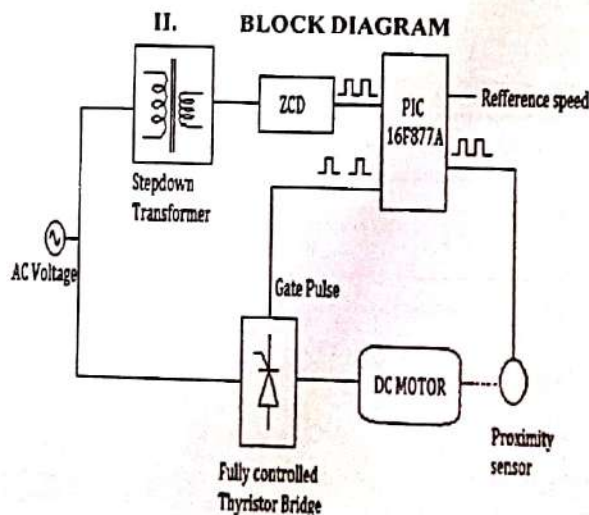 II. BLOCK DIAGRAM
ZCD
PIC
16F877A
Refference speed
Stepdown
Transformer
AC Voltage
Gate Pulse
DC MOTOR
Proximity
sensor
Fully controlled
Thyristor Bridge